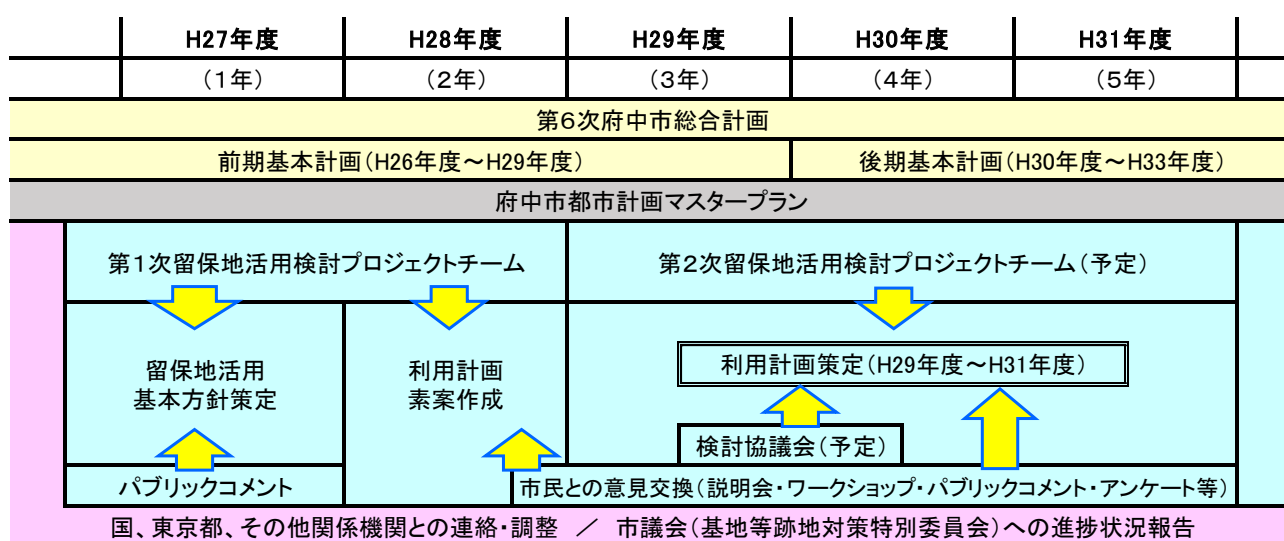 H27年度 H28年度 H29年度 H30年度 H31年度
(1年) (2年) (3年) (4年) (5年)
第6次府中市総合計画
前期基本計画(H26年度～H29年度) 後期基本計画(H30年度～H33年度)
府中市都市計画マスタープラン
第1次留保地活用検討プロジェクトチーム 第2次留保地活用検討プロジェクトチーム(予定)
留保地活用
基本方針策定
利用計画
素案作成
利用計画策定(H29年度～H31年度)
検討協議会(予定)
パブリックコメント 市民との意見交換(説明会・ワークショップ・パブリックコメント・アンケート等)
国、東京都、その他関係機関との連絡・調整 ／ 市議会(基地等跡地対策特別委員会)への進捗状況報告